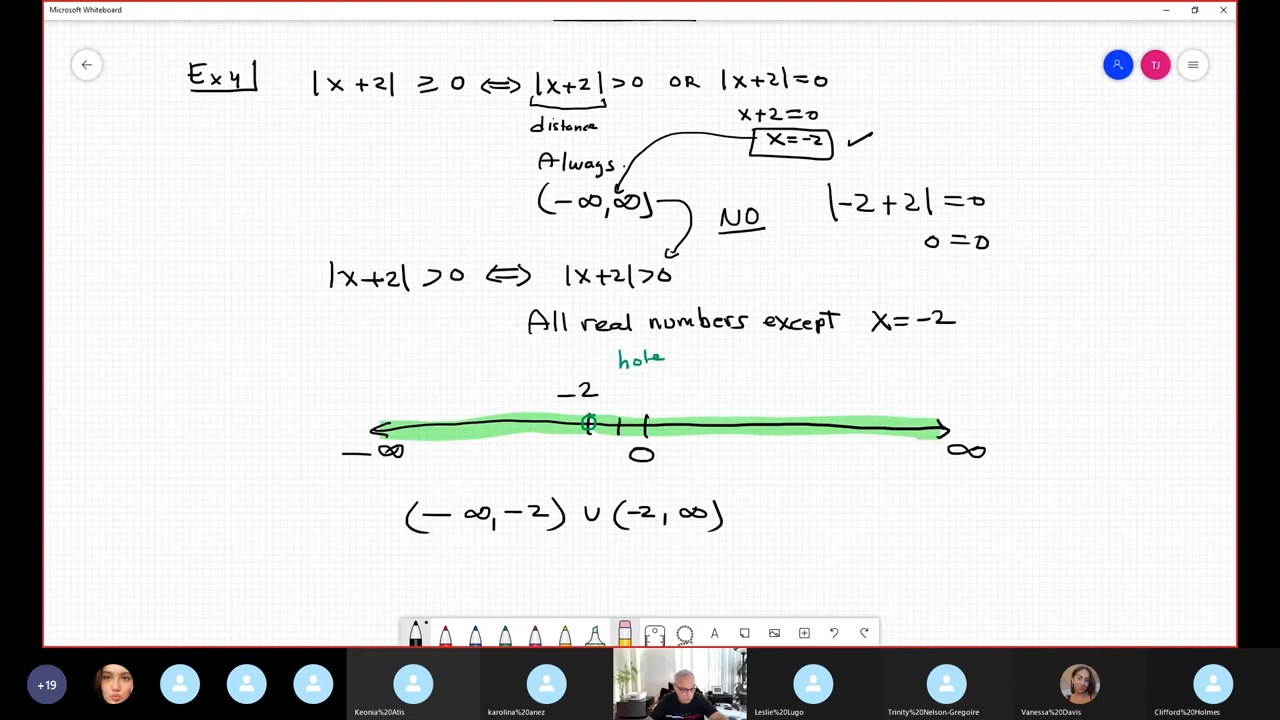 Microsoft Whiteboard
TJ
Ex 4 |x+2| ≥ 0 ⟺ |x+2| > 0 OR |x+2| = 0
distance
x+2=0
x=-2 ✓
Always
(-∞,∞)
NO
|-2+2| = 0
0 = 0
|x+2| > 0 ⟺ |x+2| > 0
All real numbers except x=-2
hole
-2
-∞ 0 ∞
(-∞,-2) ∪ (-2,∞)
A
+19
Keonia%20Atis
karolina%20anez
Leslie%20Lugo
Trinity%20Nelson-Gregoire
Vanessa%20Davis
Clifford%20Holmes